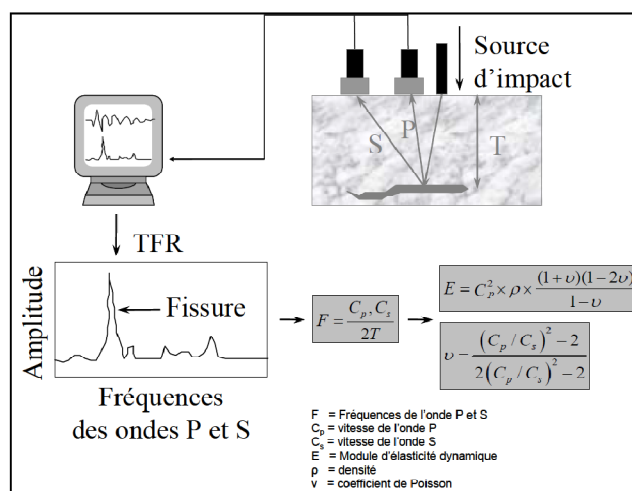 Source
d'impact
S
P
T
TFR
Amplitude
Fissure
Fréquences
des ondes P et S
F = C_p, C_s / 2T
E = C_p^2 × ρ × (1+υ)(1-2υ) / 1-υ
υ - (C_p / C_s)^2 - 2 / 2(C_p / C_s)^2 - 2
F = Fréquences de l'onde P et S
C_p = vitesse de l'onde P
C_s = vitesse de l'onde S
E = Module d'élasticité dynamique
ρ = densité
ν = coefficient de Poisson